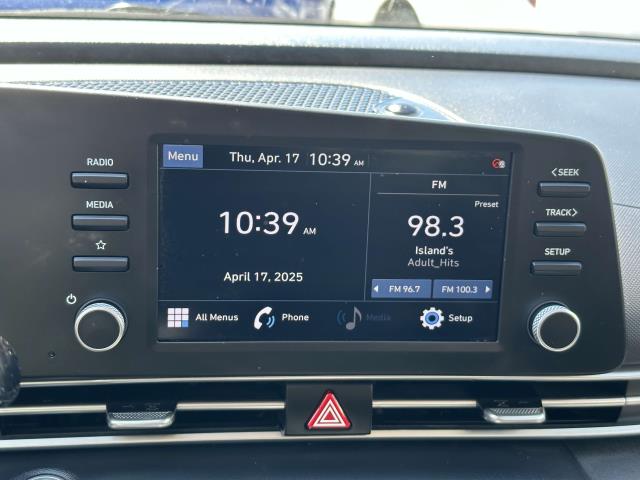 RADIO
MEDIA
Menu
Thu, Apr. 17 10:39 AM
10:39 AM
April 17, 2025
FM
Preset
98.3
Island's
Adult_Hits
FM 96.7
FM 100.3
All Menus
Phone
Media
Setup
SEEK
TRACK
SETUP